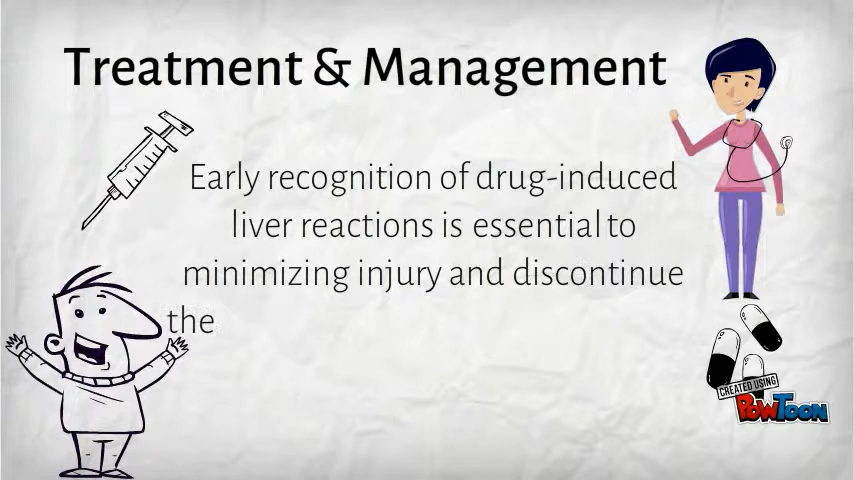 Treatment & Management
Early recognition of drug-induced
liver reactions is essential to
minimizing injury and discontinue
the
CREATED USING
POWTOON